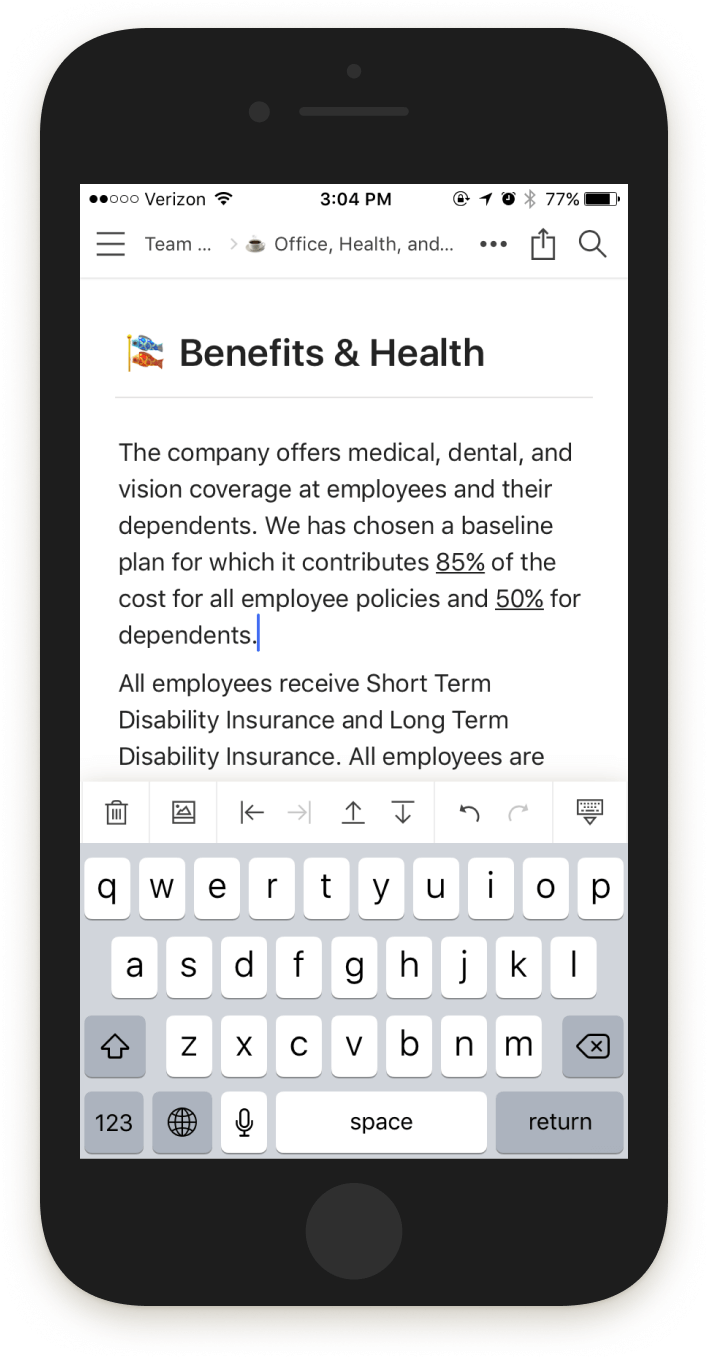 Verizon 3:04 PM 77%
Team ... > ☕ Office, Health, and... •••
🎏 Benefits & Health
The company offers medical, dental, and
vision coverage at employees and their
dependents. We has chosen a baseline
plan for which it contributes 85% of the
cost for all employee policies and 50% for
dependents.
All employees receive Short Term
Disability Insurance and Long Term
Disability Insurance. All employees are
q w e r t y u i o p
a s d f g h j k l
z x c v b n m
123 space return